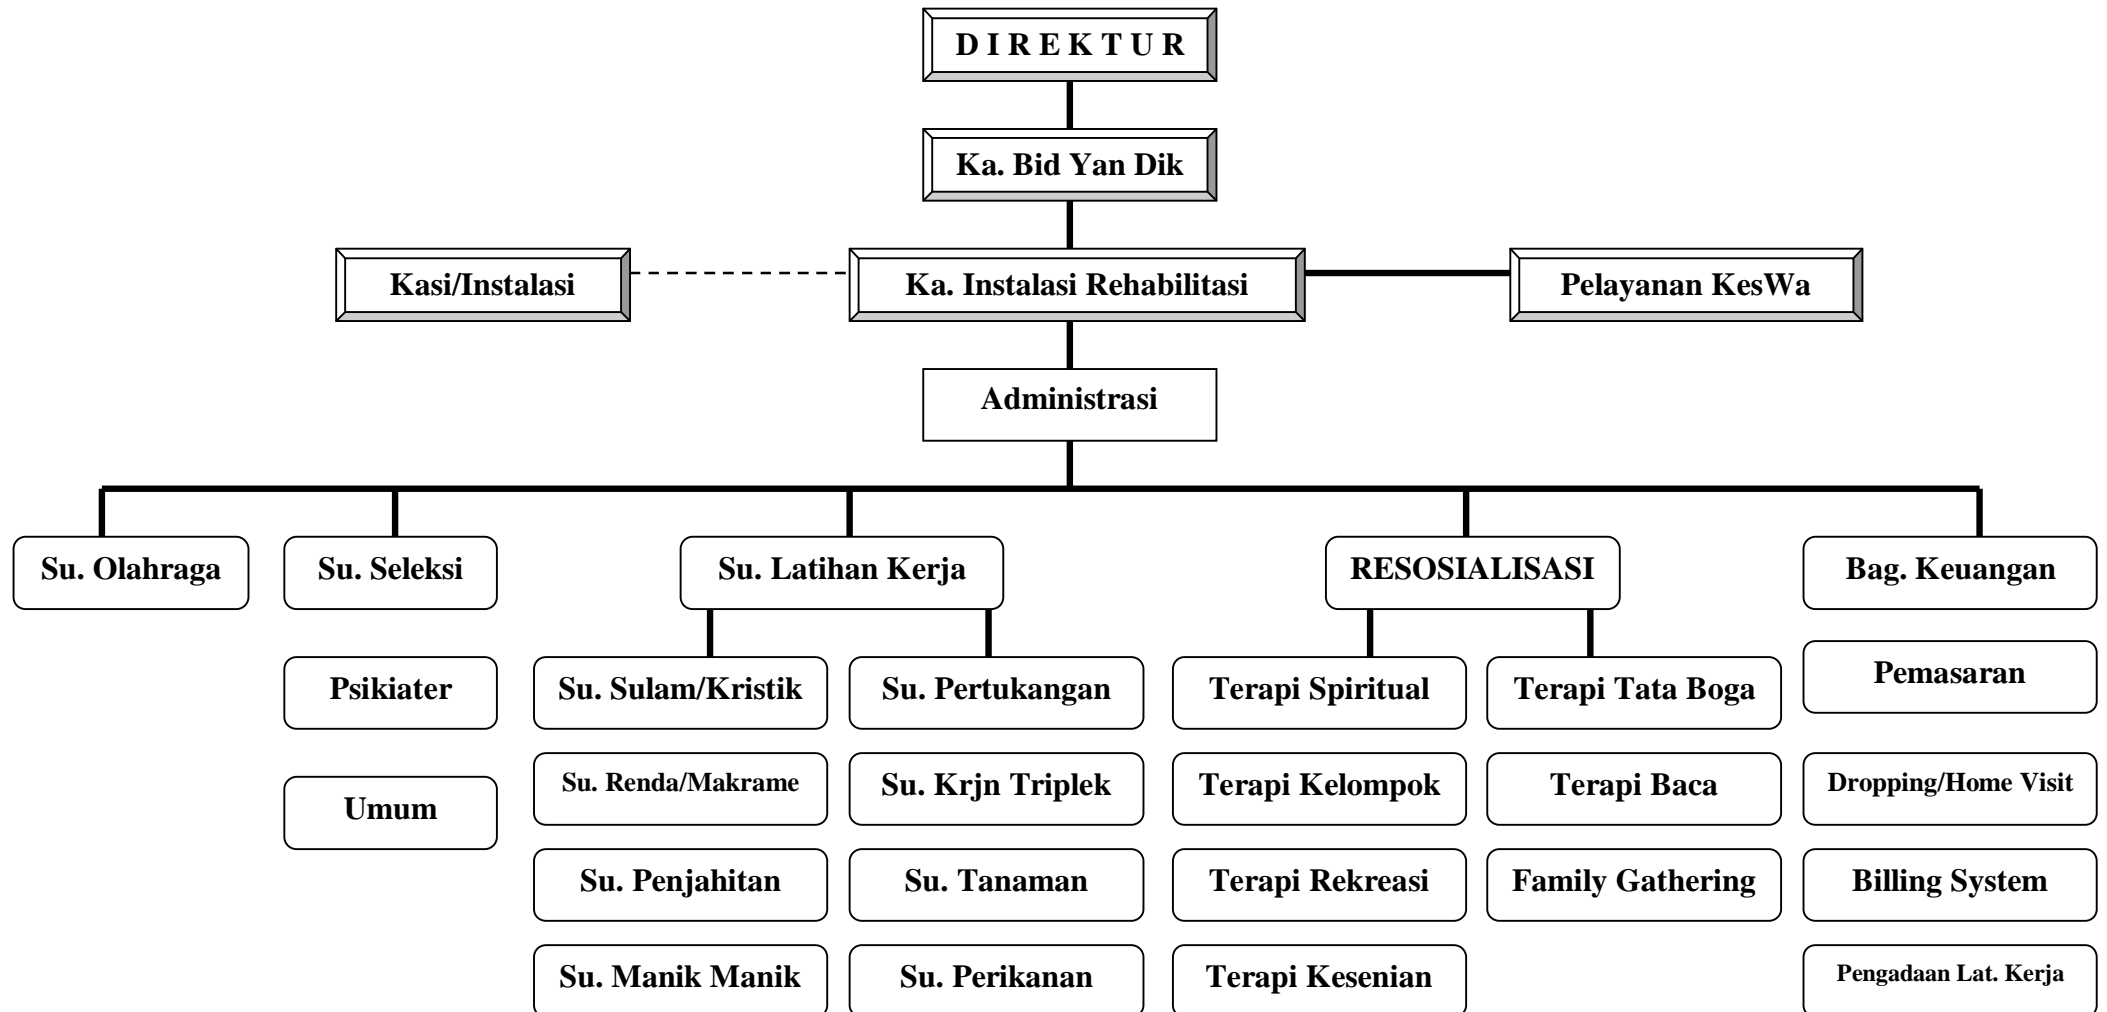 D I R E K T U R
Ka. Bid Yan Dik
Kasi/Instalasi
Ka. Instalasi Rehabilitasi
Pelayanan KesWa
Administrasi
Su. Olahraga
Su. Seleksi
Su. Latihan Kerja
RESOSIALISASI
Bag. Keuangan
Psikiater
Su. Sulam/Kristik
Su. Pertukangan
Terapi Spiritual
Terapi Tata Boga
Pemasaran
Umum
Su. Renda/Makrame
Su. Krjn Triplek
Terapi Kelompok
Terapi Baca
Dropping/Home Visit
Su. Penjahitan
Su. Tanaman
Terapi Rekreasi
Family Gathering
Billing System
Su. Manik Manik
Su. Perikanan
Terapi Kesenian
Pengadaan Lat. Kerja